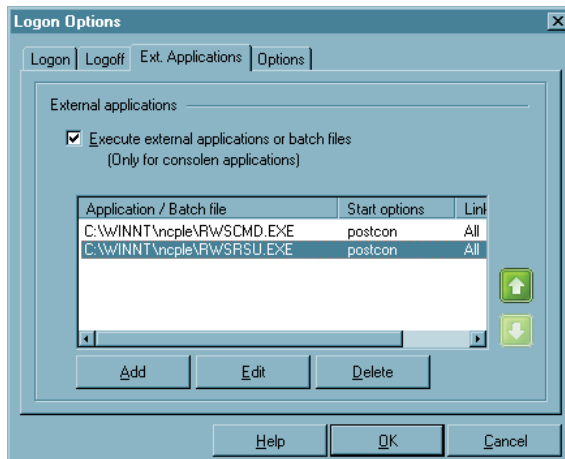 Logon Options
Logon Logoff Ext. Applications Options
External applications
Execute external applications or batch files
(Only for consolen applications)
Application / Batch file Start options Link
C:\WINNT\ncple\RWSCMD.EXE postcon All
C:\WINNT\ncple\RWSRSU.EXE postcon All
Add Edit Delete
Help OK Cancel